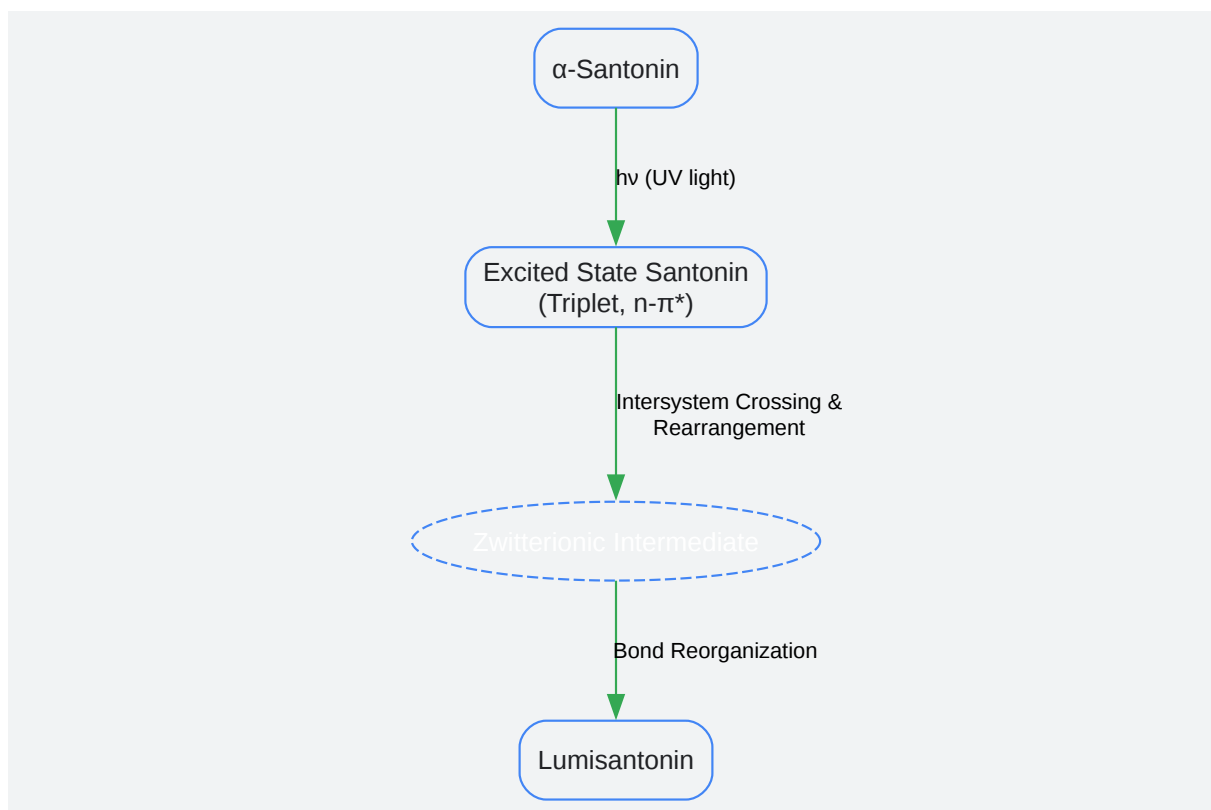 α-Santonin
hν (UV light)
Excited State Santonin
(Triplet, n-π*)
Intersystem Crossing &
Rearrangement
Zwitterionic Intermediate
Bond Reorganization
Lumisantonin